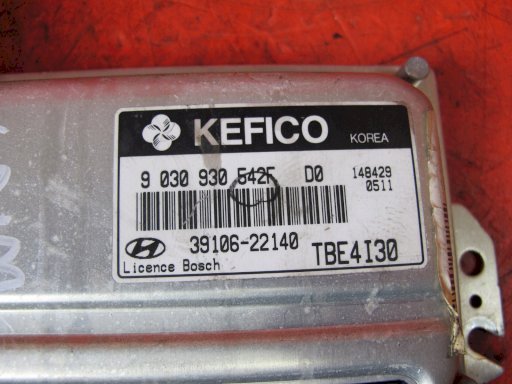 KEFICO KOREA
9 030 930 542F D0 148429
0511
39106-22140 TBE4I30
Licence Bosch